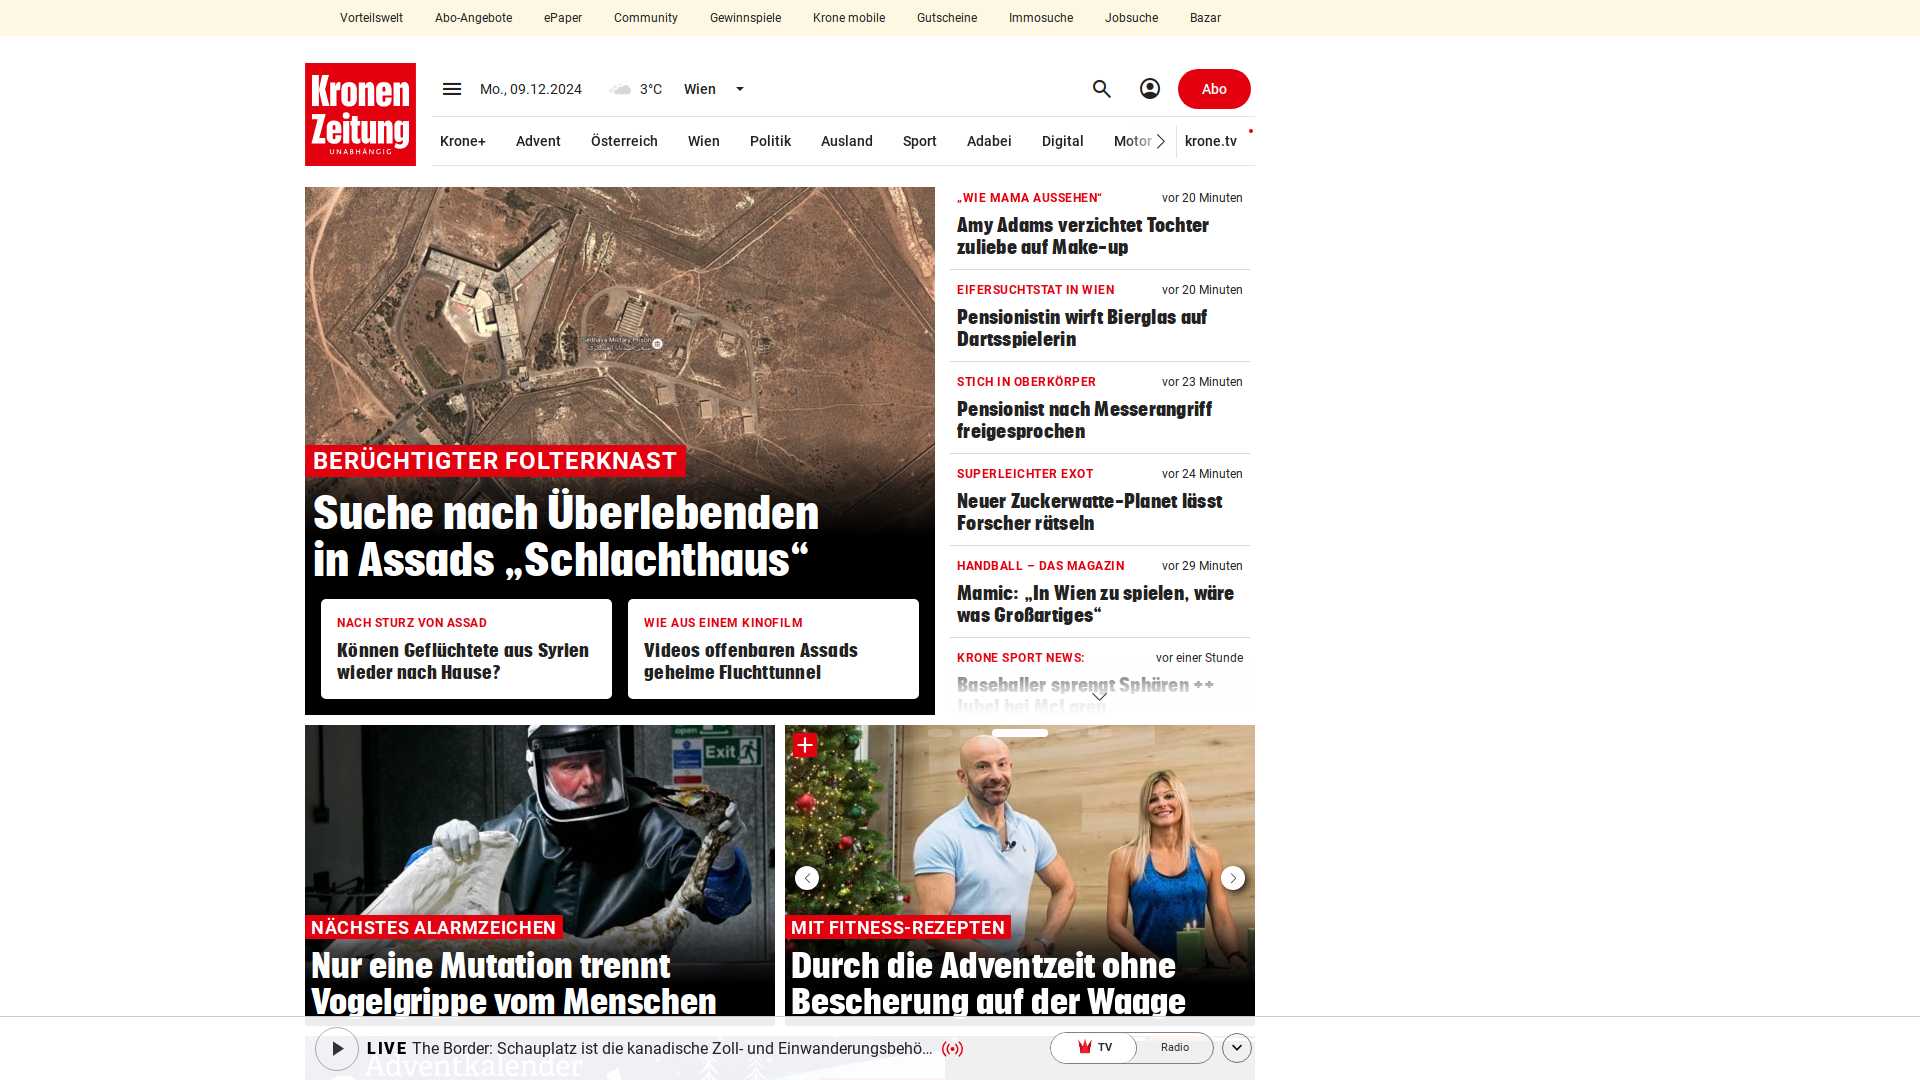 Vorteilswelt Abo-Angebote ePaper Community Gewinnspiele Krone mobile Gutscheine Immosuche Jobsuche Bazar
Kronen
Zeitung
UNABHÄNGIG
Mo., 09.12.2024 3°C Wien
Abo
Krone+ Advent Österreich Wien Politik Ausland Sport Adabei Digital Motor krone.tv
Sednaya Military Prison
BERÜCHTIGTER FOLTERKNAST
Suche nach Überlebenden
in Assads „Schlachthaus“
NACH STURZ VON ASSAD
Können Geflüchtete aus Syrien
wieder nach Hause?
WIE AUS EINEM KINOFILM
Videos offenbaren Assads
geheime Fluchttunnel
„WIE MAMA AUSSEHEN“ vor 20 Minuten
Amy Adams verzichtet Tochter
zuliebe auf Make-up
EIFERSUCHTSTAT IN WIEN vor 20 Minuten
Pensionistin wirft Bierglas auf
Dartsspielerin
STICH IN OBERKÖRPER vor 23 Minuten
Pensionist nach Messerangriff
freigesprochen
SUPERLEICHTER EXOT vor 24 Minuten
Neuer Zuckerwatte-Planet lässt
Forscher rätseln
HANDBALL – DAS MAGAZIN vor 29 Minuten
Mamic: „In Wien zu spielen, wäre
was Großartiges“
KRONE SPORT NEWS: vor einer Stunde
Baseballer sprengt Sphären ++
Jubel bei McLaren
open
Exit
NÄCHSTES ALARMZEICHEN
Nur eine Mutation trennt
Vogelgrippe vom Menschen
MIT FITNESS-REZEPTEN
Durch die Adventzeit ohne
Bescherung auf der Waage
LIVE The Border: Schauplatz ist die kanadische Zoll- und Einwanderungsbehö...
TV Radio
Adventkalender